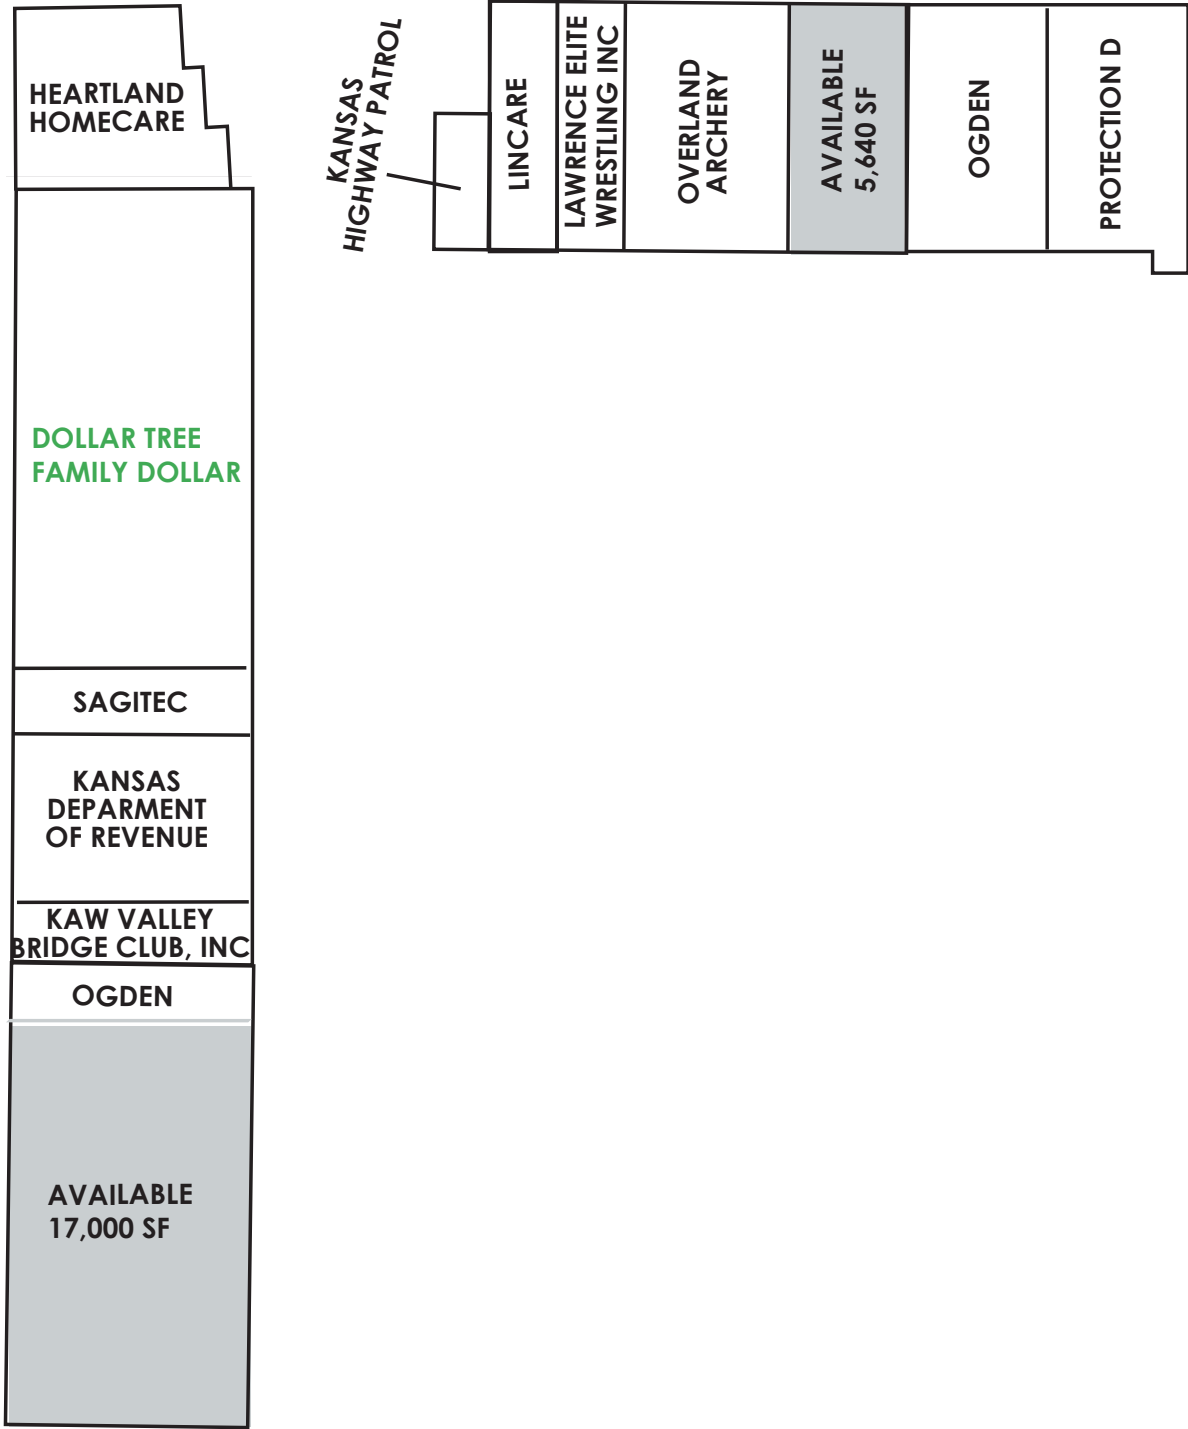 HEARTLAND
HOMECARE
KANSAS
HIGHWAY PATROL
LINCARE
LAWRENCE ELITE
WRESTLING INC
OVERLAND
ARCHERY
AVAILABLE
5,640 SF
OGDEN
PROTECTION D
DOLLAR TREE
FAMILY DOLLAR
SAGITEC
KANSAS
DEPARMENT
OF REVENUE
KAW VALLEY
BRIDGE CLUB, INC
OGDEN
AVAILABLE
17,000 SF